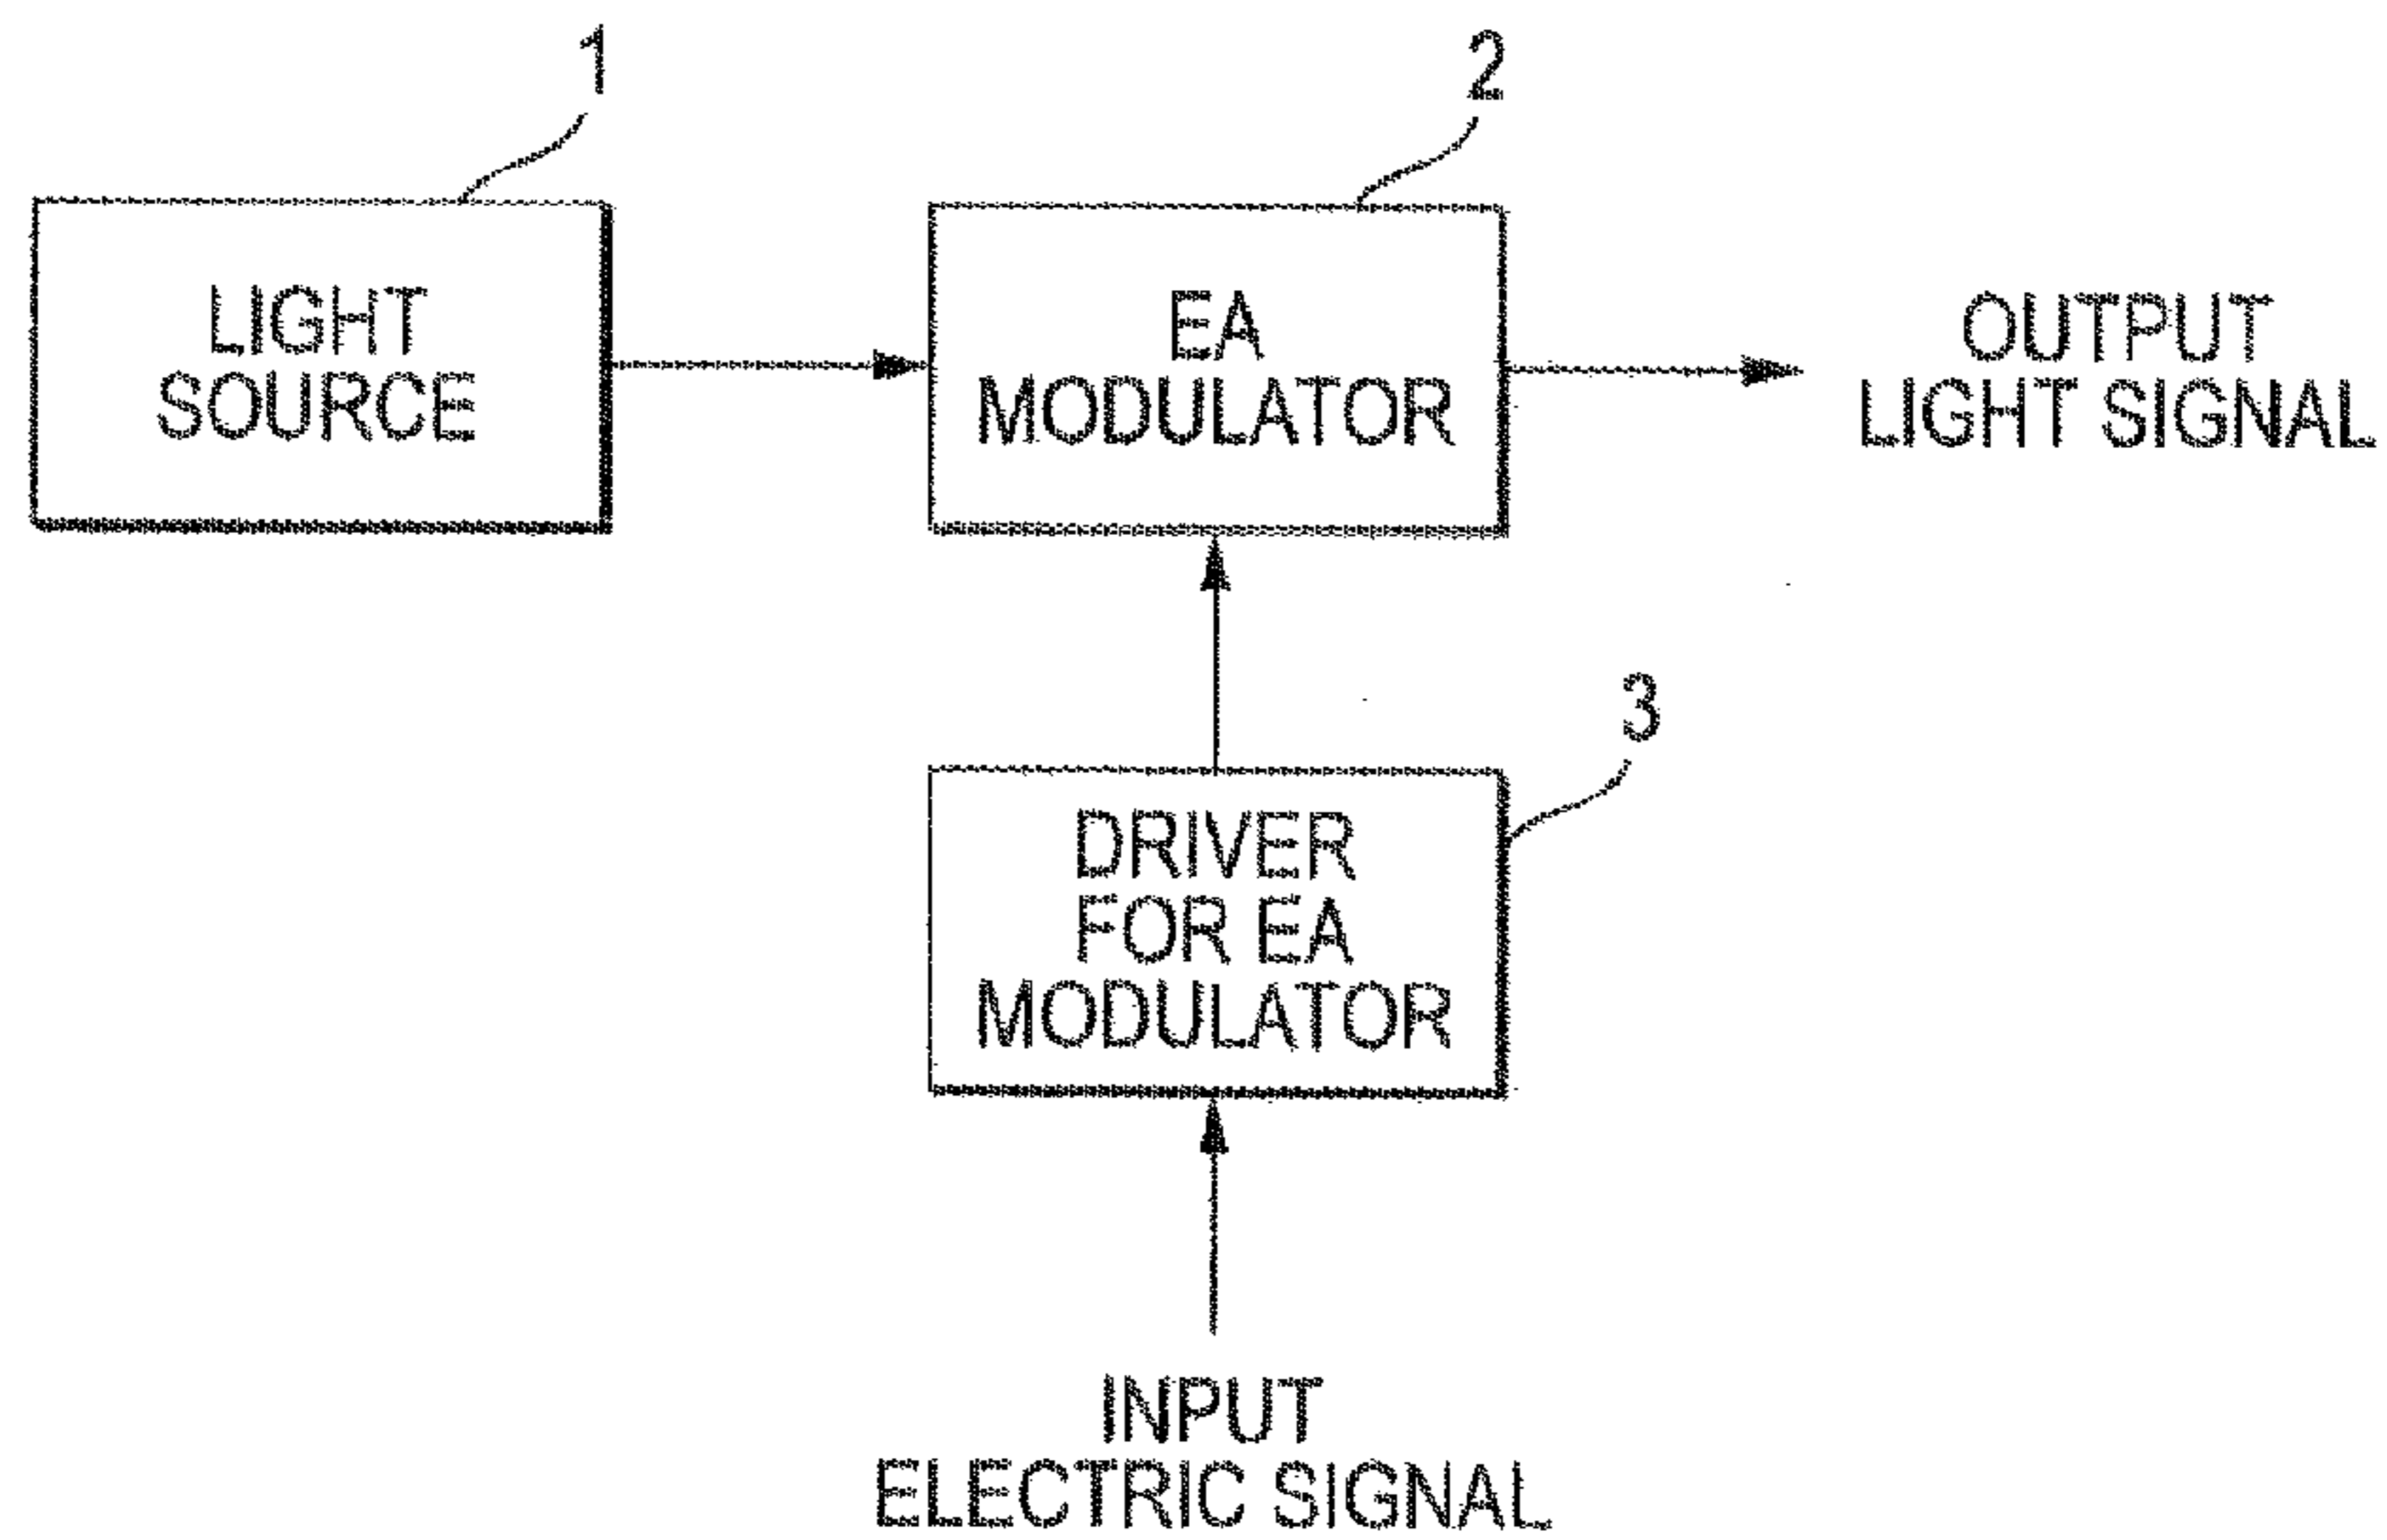 1
2
LIGHT
SOURCE
EA
MODULATOR
OUTPUT
LIGHT SIGNAL
3
DRIVER
FOR EA
MODULATOR
INPUT
ELECTRIC SIGNAL